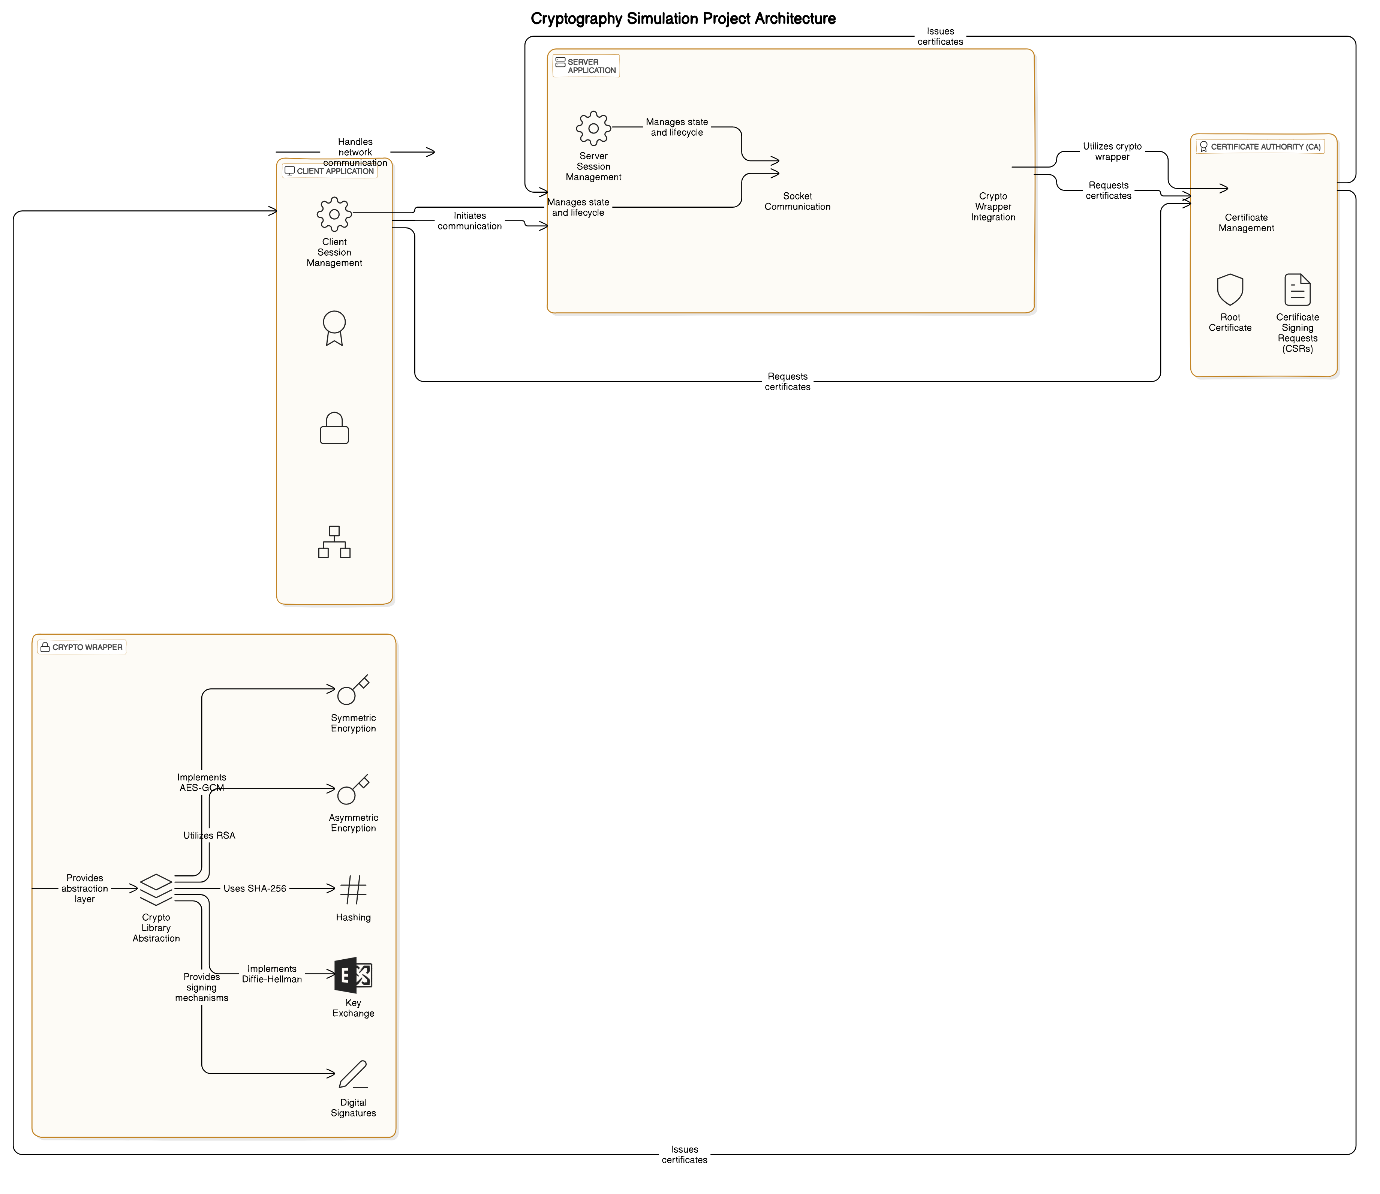 Cryptography Simulation Project Architecture
Issues
certificates
SERVER
APPLICATION
Manages state
and lifecycle
Server
Session
Management
Socket
Communication
Crypto
Wrapper
Integration
Manages state
and lifecycle
Handles
network
communication
CLIENT APPLICATION
Client
Session
Management
Initiates
communication
Utilizes crypto
wrapper
Requests
certificates
CERTIFICATE AUTHORITY (CA)
Certificate
Management
Root
Certificate
Certificate
Signing
Requests
(CSRs)
Requests
certificates
CRYPTO WRAPPER
Symmetric
Encryption
Implements
AES-GCM
Asymmetric
Encryption
Utilizes RSA
Provides
abstraction
layer
Crypto
Library
Abstraction
Uses SHA-256
Hashing
Implements
Diffie-Hellman
E
Key
Exchange
Provides
signing
mechanisms
Digital
Signatures
Issues
certificates